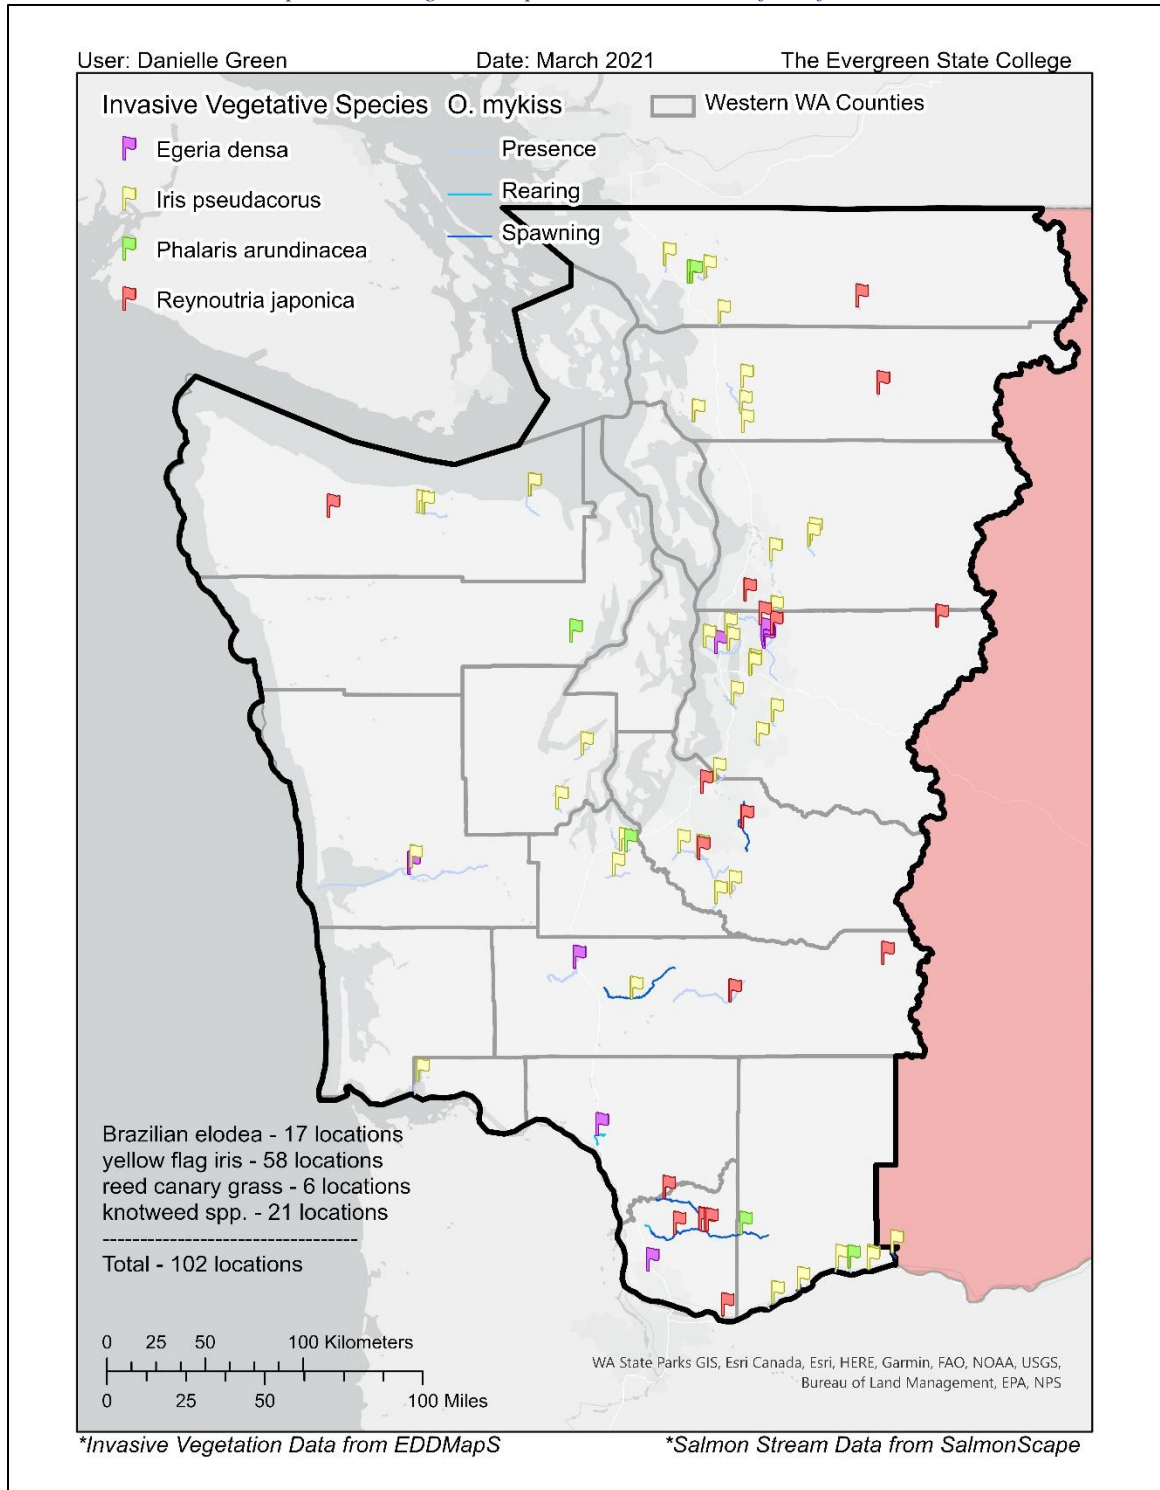 User: Danielle Green Date: March 2021 The Evergreen State College
Invasive Vegetative Species O. mykiss Western WA Counties
Egeria densa Presence
Iris pseudacorus Rearing
Phalaris arundinacea Spawning
Reynoutria japonica
Brazilian elodea - 17 locations
yellow flag iris - 58 locations
reed canary grass - 6 locations
knotweed spp. - 21 locations
----------------------------------
Total - 102 locations
0 25 50 100 Kilometers
0 25 50 100 Miles
WA State Parks GIS, Esri Canada, Esri, HERE, Garmin, FAO, NOAA, USGS,
Bureau of Land Management, EPA, NPS
*Invasive Vegetation Data from EDDMapS *Salmon Stream Data from SalmonScape